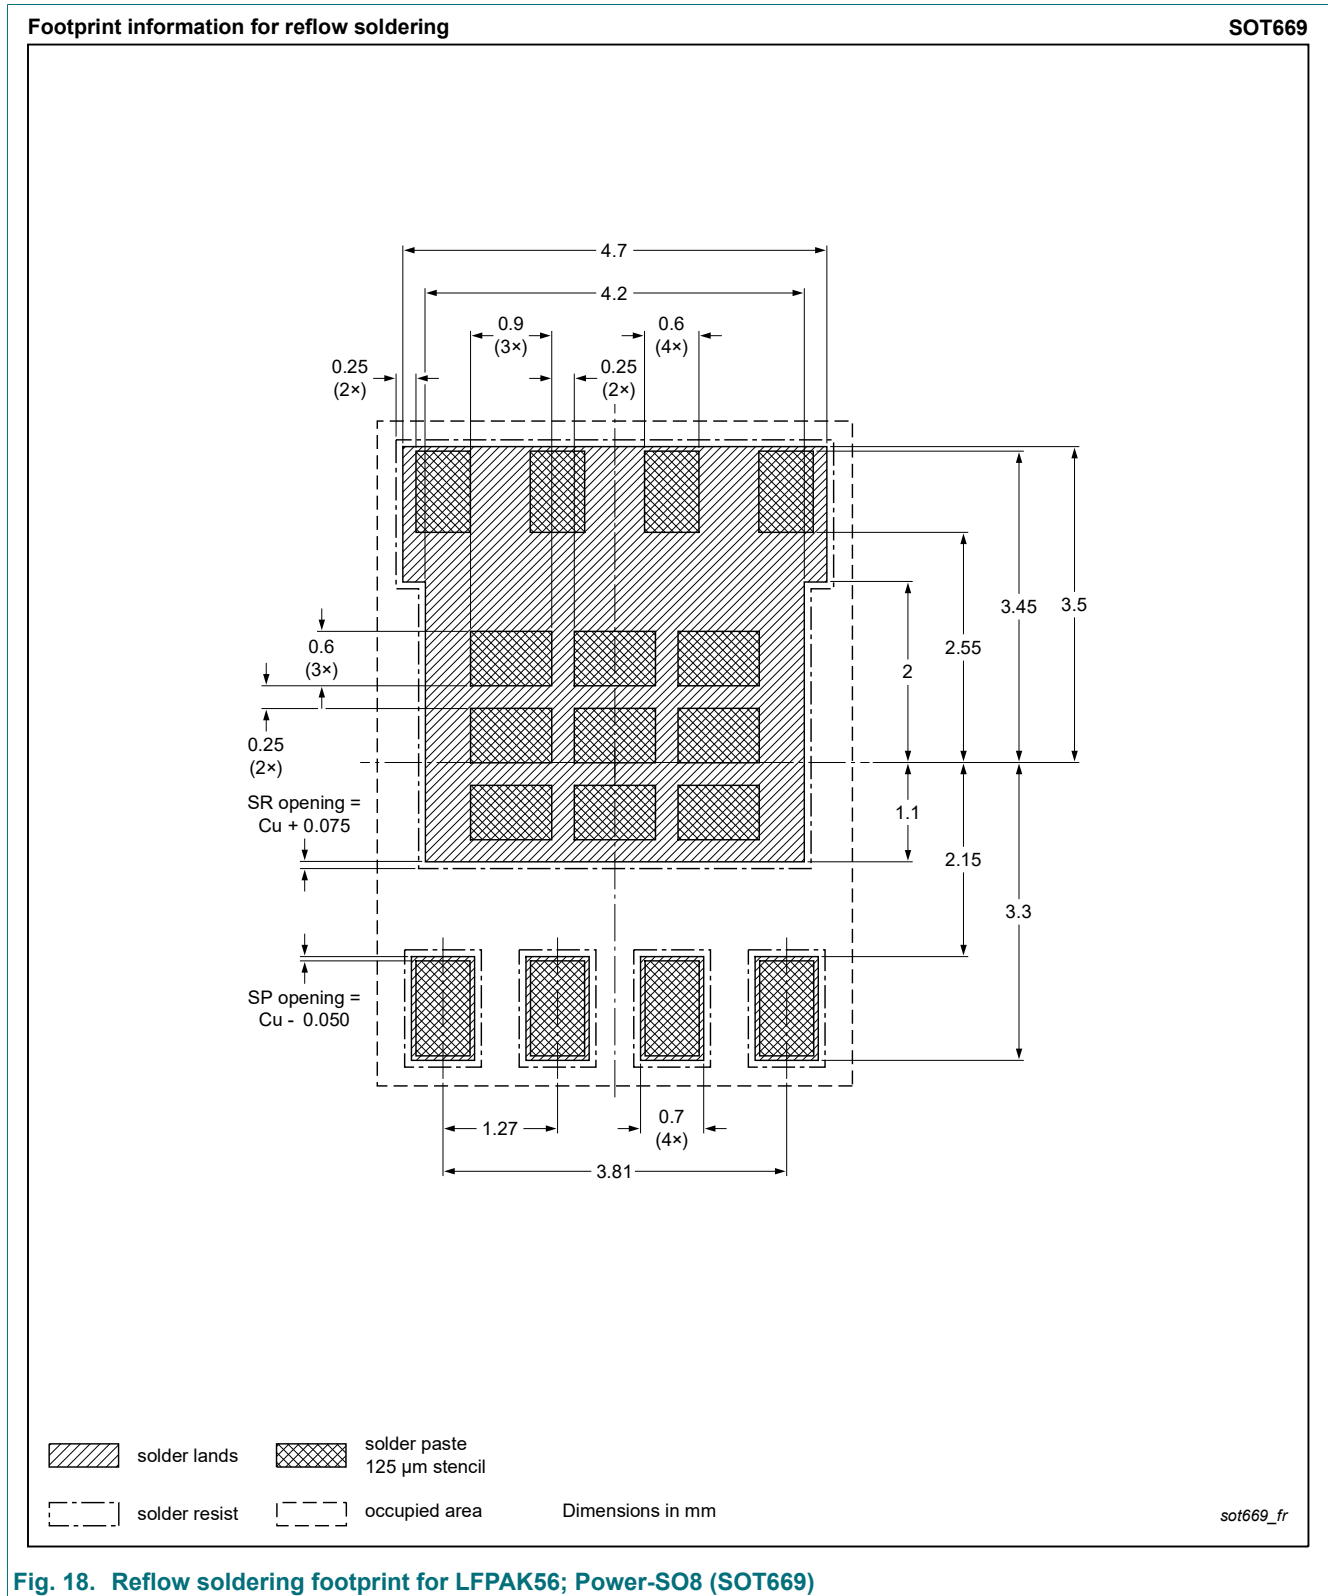 Footprint information for reflow soldering
SOT669
4.7
4.2
0.9
(3×)
0.6
(4×)
0.25
(2×)
0.25
(2×)
3.45
3.5
2.55
2
0.6
(3×)
0.25
(2×)
SR opening =
Cu + 0.075
1.1
2.15
3.3
SP opening =
Cu - 0.050
1.27
0.7
(4×)
3.81
solder lands
solder paste
125 µm stencil
solder resist
occupied area
Dimensions in mm
sot669_fr
Fig. 18. Reflow soldering footprint for LFPAK56; Power-SO8 (SOT669)